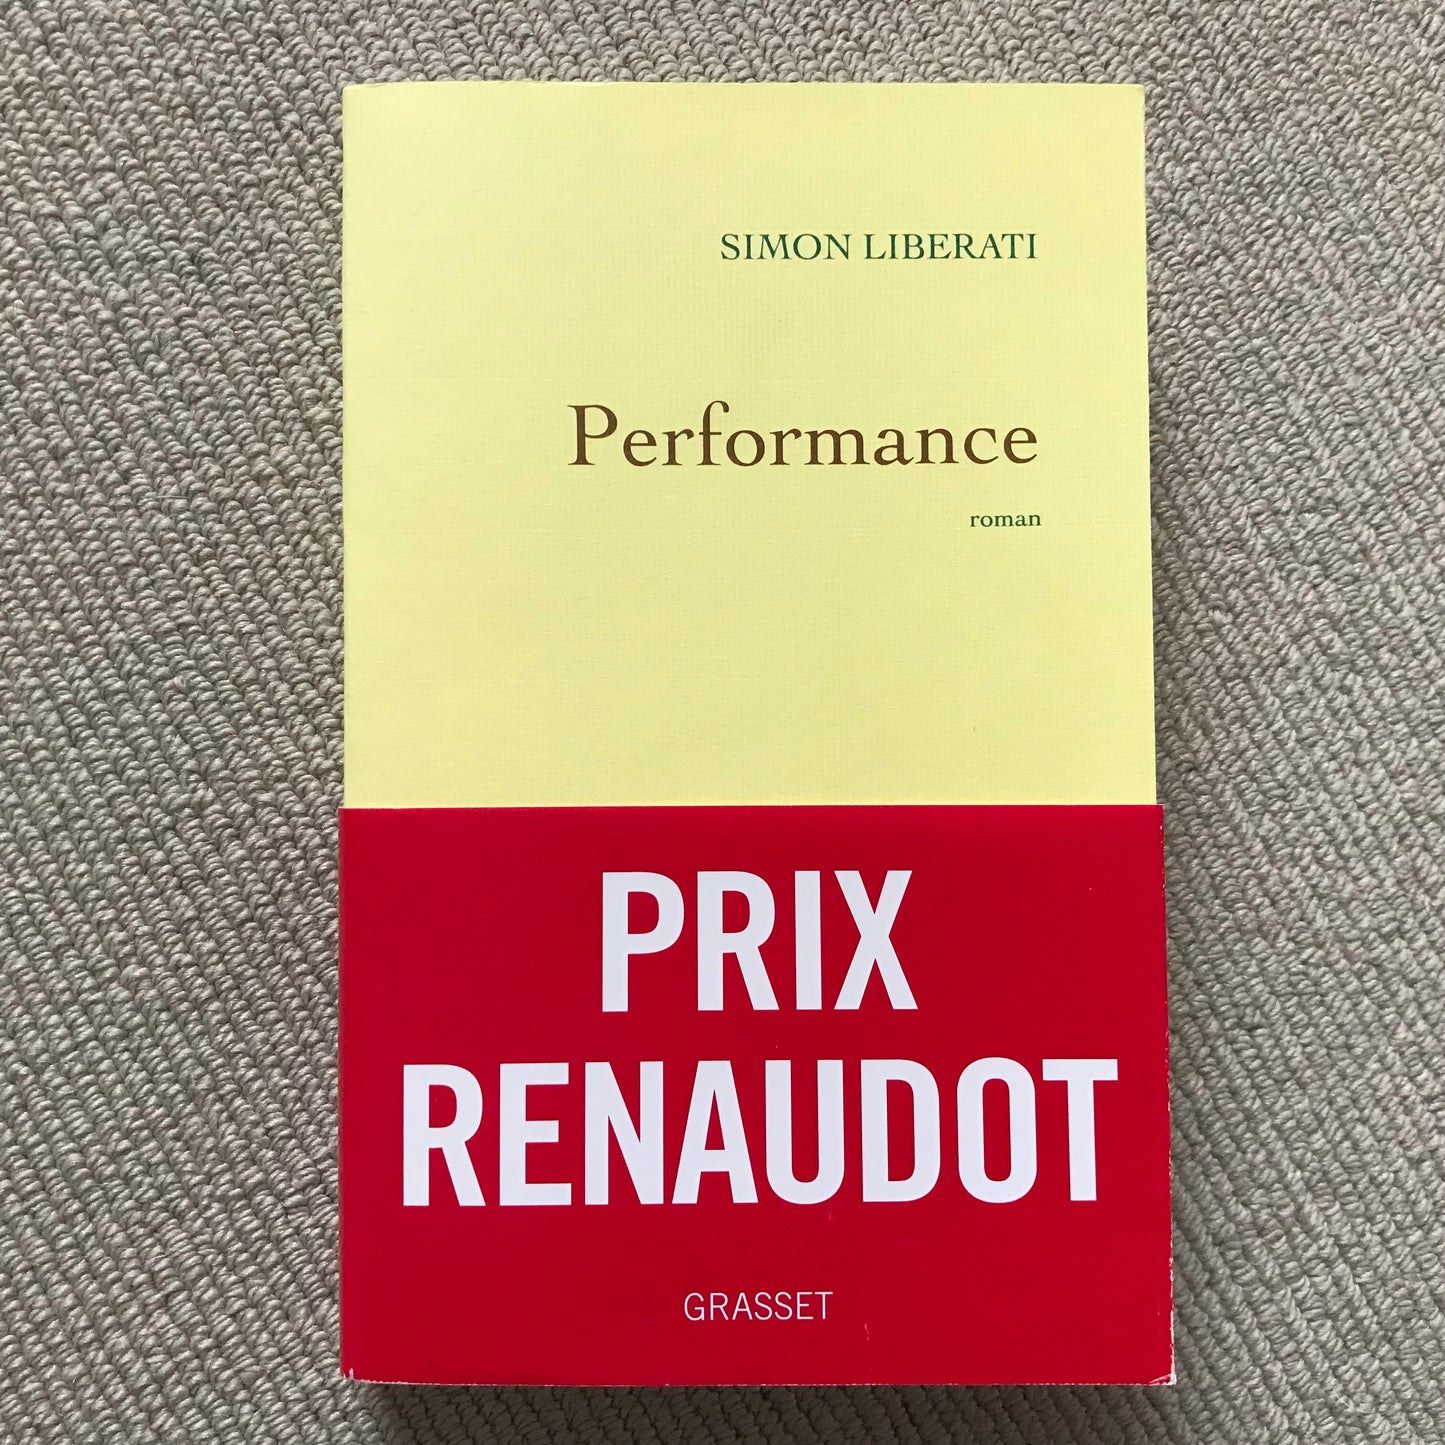 SIMON LIBERATI
Performance
roman
PRIX
RENAUDOT
GRASSET